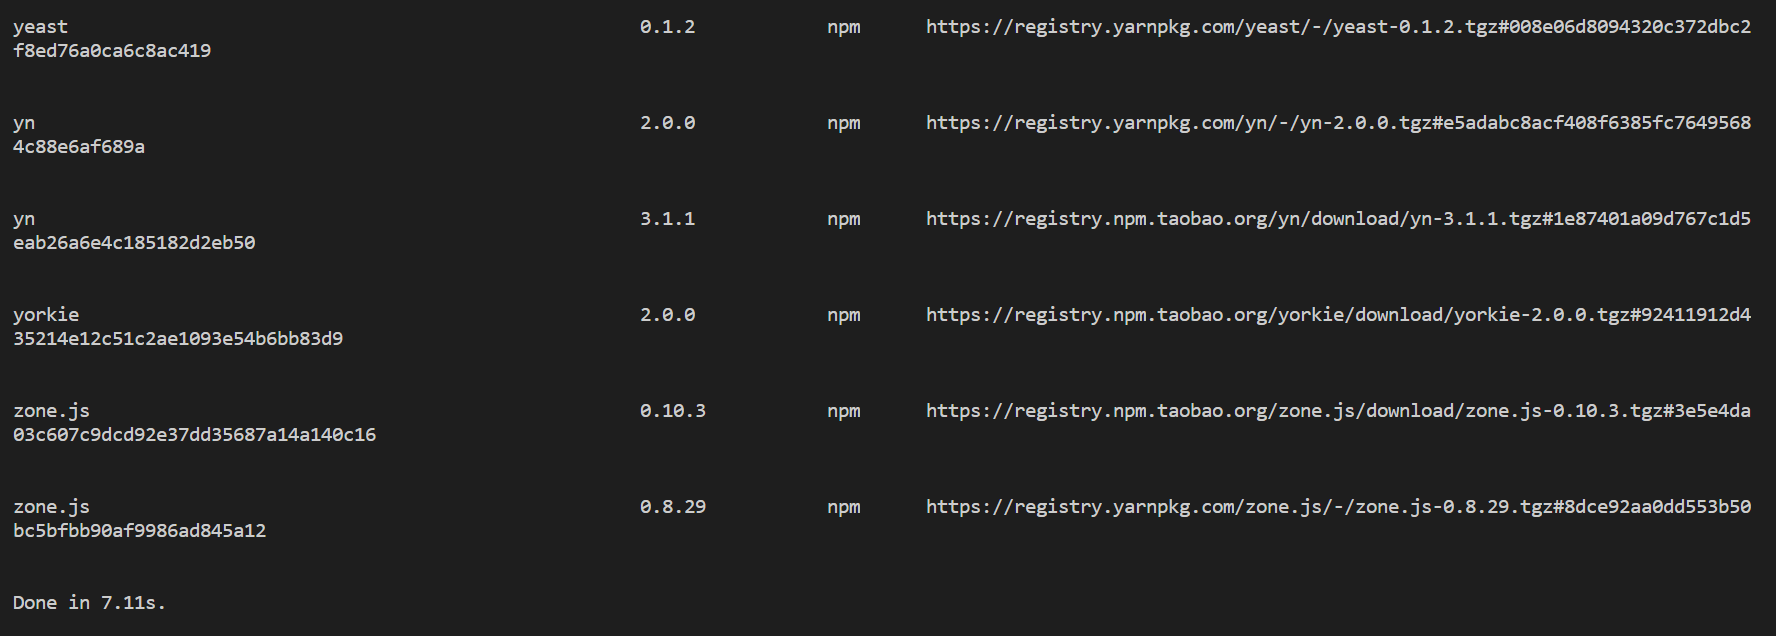 yeast 0.1.2 npm https://registry.yarnpkg.com/yeast/-/yeast-0.1.2.tgz#008e06d8094320c372dbc2
f8ed76a0ca6c8ac419
yn 2.0.0 npm https://registry.yarnpkg.com/yn/-/yn-2.0.0.tgz#e5adabc8acf408f6385fc7649568
4c88e6af689a
yn 3.1.1 npm https://registry.npm.taobao.org/yn/download/yn-3.1.1.tgz#1e87401a09d767c1d5
eab26a6e4c185182d2eb50
yorkie 2.0.0 npm https://registry.npm.taobao.org/yorkie/download/yorkie-2.0.0.tgz#92411912d4
35214e12c51c2ae1093e54b6bb83d9
zone.js 0.10.3 npm https://registry.npm.taobao.org/zone.js/download/zone.js-0.10.3.tgz#3e5e4da
03c607c9dcd92e37dd35687a14a140c16
zone.js 0.8.29 npm https://registry.yarnpkg.com/zone.js/-/zone.js-0.8.29.tgz#8dce92aa0dd553b50
bc5bfbb90af9986ad845a12
Done in 7.11s.